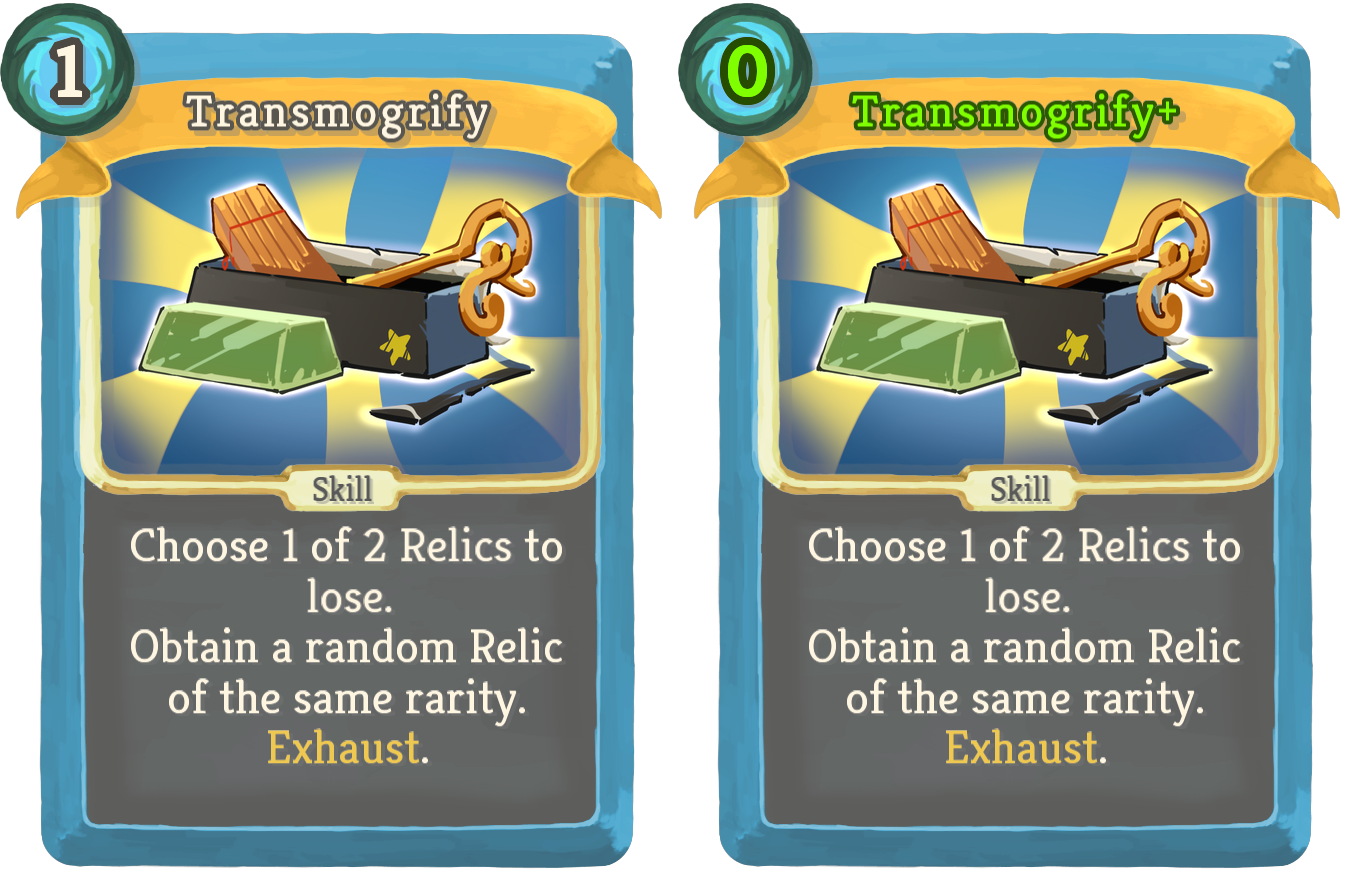 1
Transmogrify
Skill
Choose 1 of 2 Relics to
lose.
Obtain a random Relic
of the same rarity.
Exhaust.
0
Transmogrify+
Skill
Choose 1 of 2 Relics to
lose.
Obtain a random Relic
of the same rarity.
Exhaust.